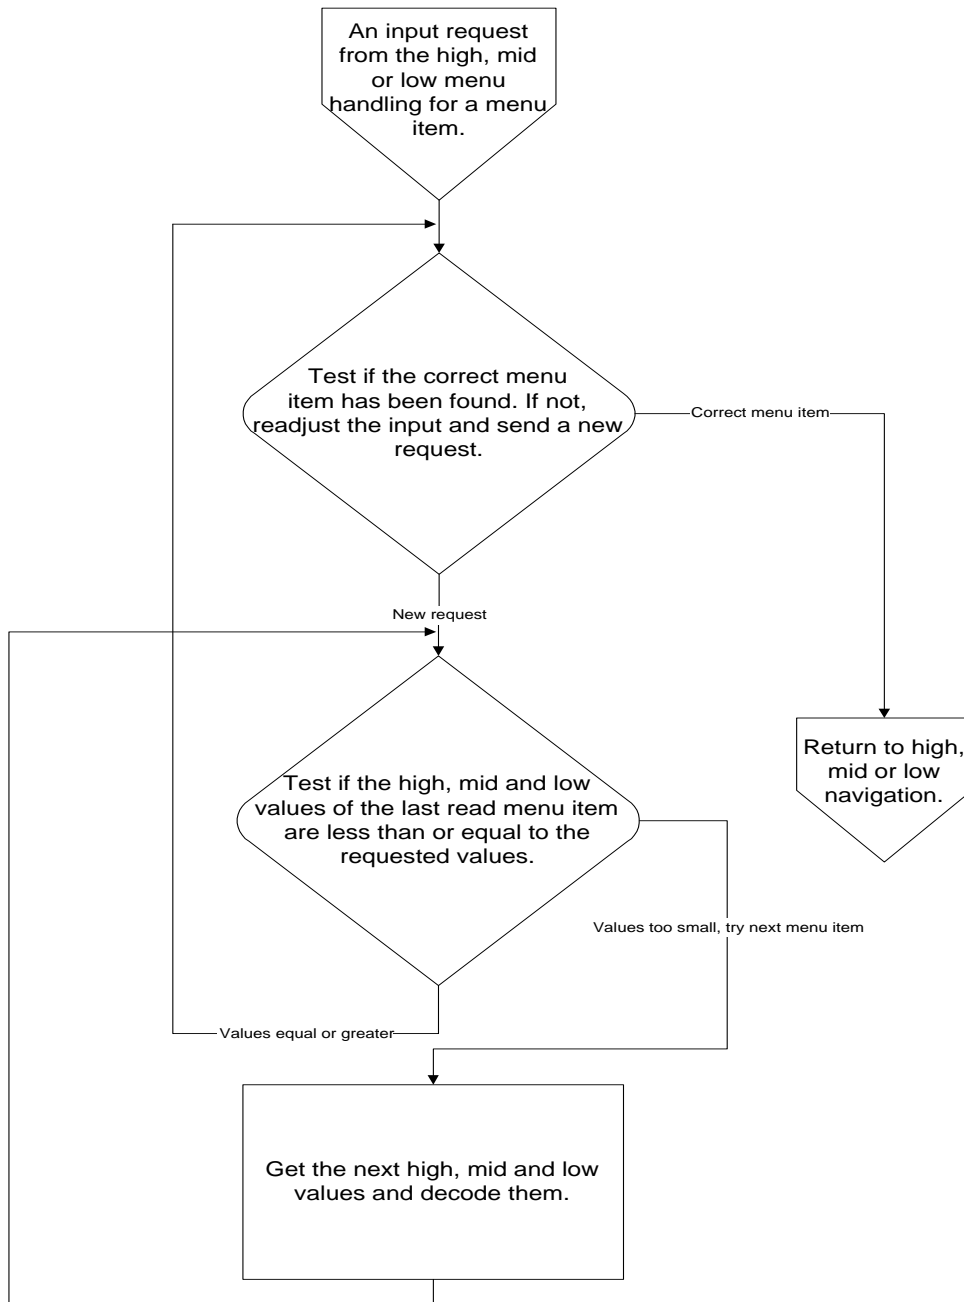 An input request
from the high, mid
or low menu
handling for a menu
item.
Test if the correct menu
item has been found. If not,
readjust the input and send a new
request.
Correct menu item
New request
Test if the high, mid and low
values of the last read menu item
are less than or equal to the
requested values.
Return to high,
mid or low
navigation.
Values too small, try next menu item
Values equal or greater
Get the next high, mid and low
values and decode them.